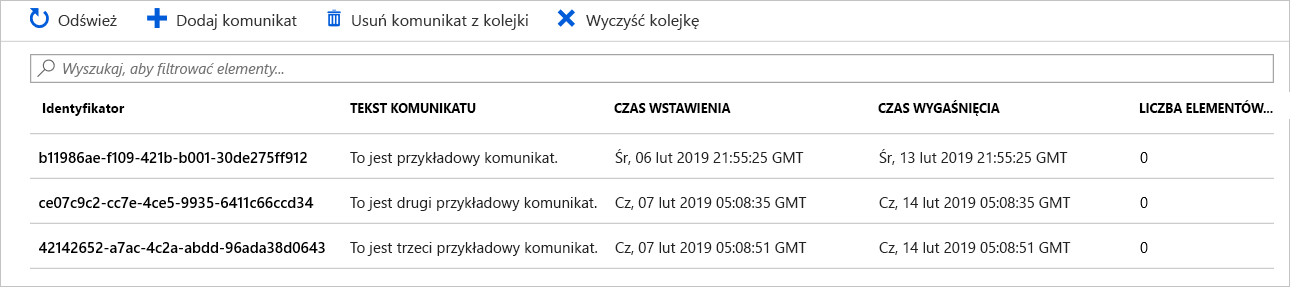 Odśwież Dodaj komunikat Usuń komunikat z kolejki Wyczyść kolejkę
Wyszukaj, aby filtrować elementy...
Identyfikator TEKST KOMUNIKATU CZAS WSTAWIENIA CZAS WYGAŚNIĘCIA LICZBA ELEMENTÓW...
b11986ae-f109-421b-b001-30de275ff912 To jest przykładowy komunikat. Śr, 06 lut 2019 21:55:25 GMT Śr, 13 lut 2019 21:55:25 GMT 0
ce07c9c2-cc7e-4ce5-9935-6411c66ccd34 To jest drugi przykładowy komunikat. Cz, 07 lut 2019 05:08:35 GMT Cz, 14 lut 2019 05:08:35 GMT 0
42142652-a7ac-4c2a-abdd-96ada38d0643 To jest trzeci przykładowy komunikat. Cz, 07 lut 2019 05:08:51 GMT Cz, 14 lut 2019 05:08:51 GMT 0